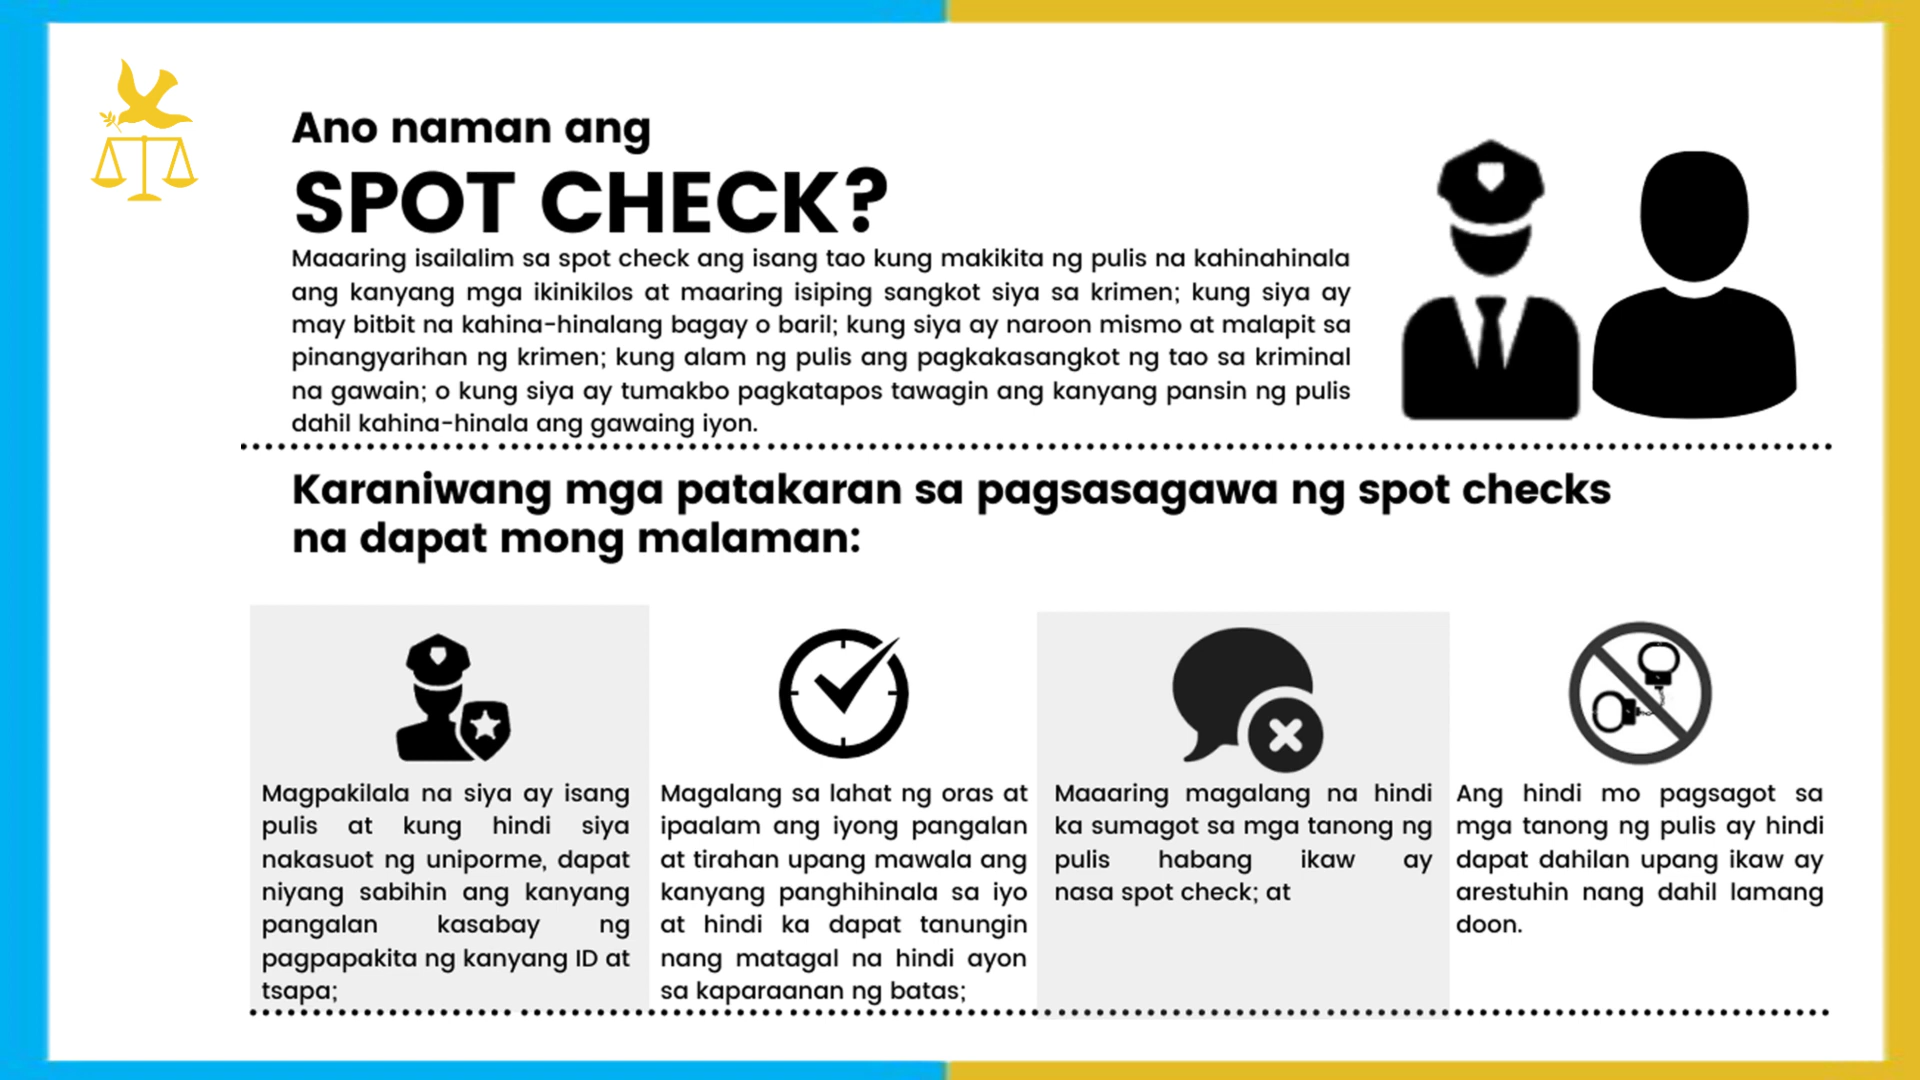 Ano naman ang
SPOT CHECK?
Maaaring isailalim sa spot check ang isang tao kung makikita ng pulis na kahinahinala
ang kanyang mga ikinikilos at maaring isiping sangkot siya sa krimen; kung siya ay
may bitbit na kahina-hinalang bagay o baril; kung siya ay naroon mismo at malapit sa
pinangyarihan ng krimen; kung alam ng pulis ang pagkakasangkot ng tao sa kriminal
na gawain; o kung siya ay tumakbo pagkatapos tawagin ang kanyang pansin ng pulis
dahil kahina-hinala ang gawaing iyon.
Karaniwang mga patakaran sa pagsasagawa ng spot checks
na dapat mong malaman:
Magpakilala na siya ay isang
pulis at kung hindi siya
nakasuot ng uniporme, dapat
niyang sabihin ang kanyang
pangalan kasabay ng
pagpapakita ng kanyang ID at
tsapa;
Magalang sa lahat ng oras at
ipaalam ang iyong pangalan
at tirahan upang mawala ang
kanyang panghihinala sa iyo
at hindi ka dapat tanungin
nang matagal na hindi ayon
sa kaparaanan ng batas;
Maaaring magalang na hindi
ka sumagot sa mga tanong ng
pulis habang ikaw ay
nasa spot check; at
Ang hindi mo pagsagot sa
mga tanong ng pulis ay hindi
dapat dahilan upang ikaw ay
arestuhin nang dahil lamang
doon.